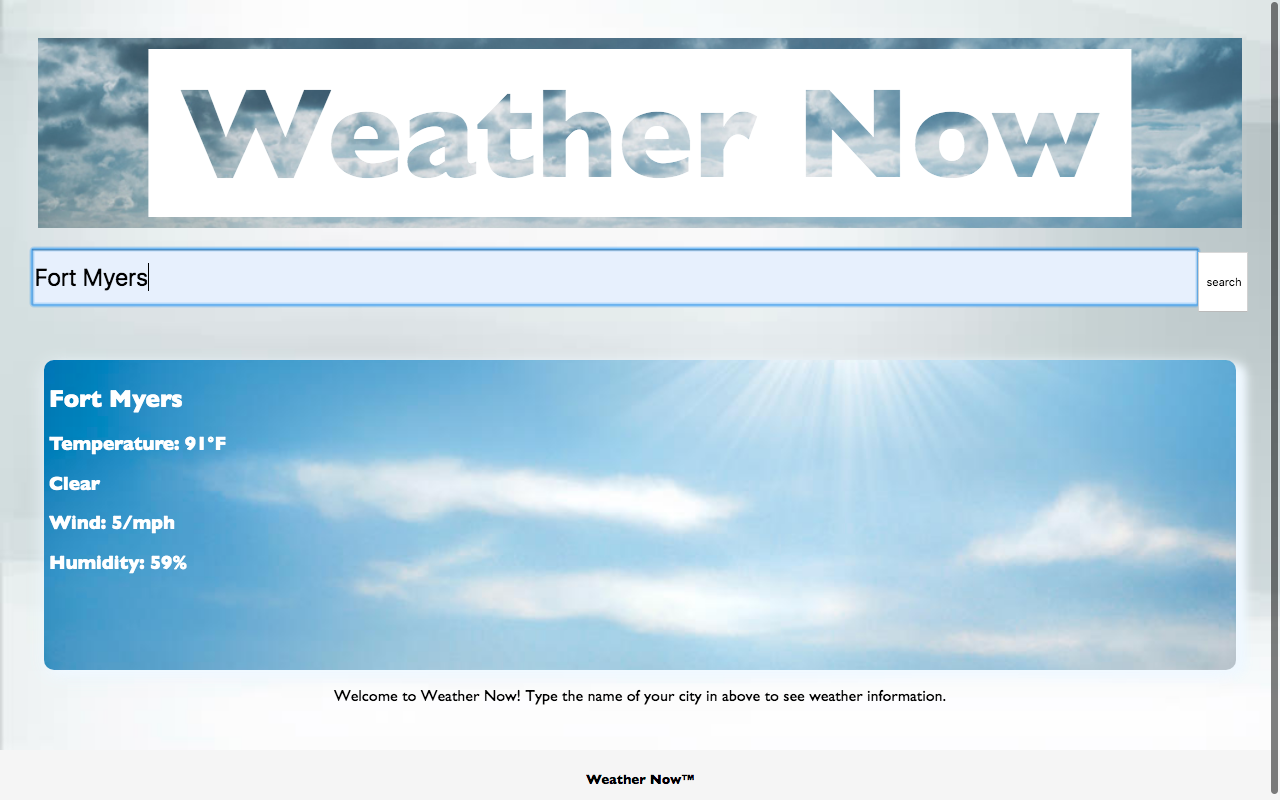 Weather Now
Fort Myers
search
Fort Myers
Temperature: 91°F
Clear
Wind: 5/mph
Humidity: 59%
Welcome to Weather Now! Type the name of your city in above to see weather information.
Weather Now™